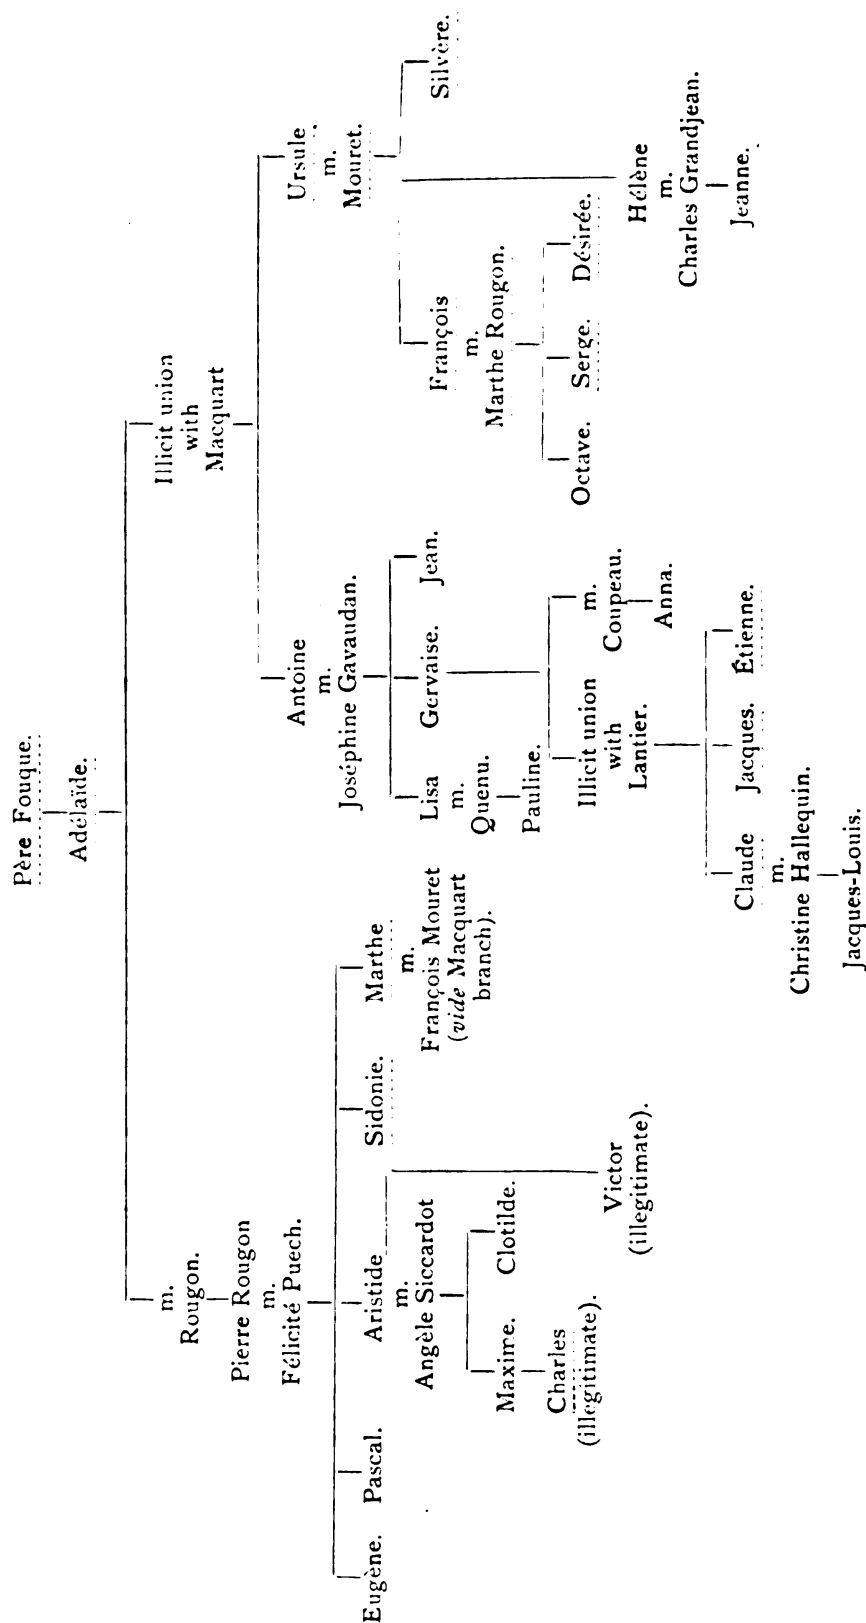 Père Fouque.
Adélaïde.
m.
Rougon.
Pierre Rougon
m.
Félicité Puech.
Eugène.
Pascal.
Aristide
m.
Angèle Siccardot
Maxime.
Charles
(illegitimate).
Clotilde.
Victor
(illegitimate).
Sidonie.
Marthe
m.
François Mouret
(vide Macquart
branch).
Illicit union
with
Macquart
Antoine
m.
Joséphine Gavaudan.
Lisa
m.
Quenu.
Pauline.
Gervaise.
Illicit union
with
Lantier.
Claude
m.
Christine Hallequin.
Jacques-Louis.
Jacques.
Étienne.
m.
Coupeau.
Anna.
Jean.
Ursule
m.
Mouret.
François
m.
Marthe Rougon.
Octave.
Serge.
Désirée.
Hélène
m.
Charles Grandjean.
Jeanne.
Silvère.